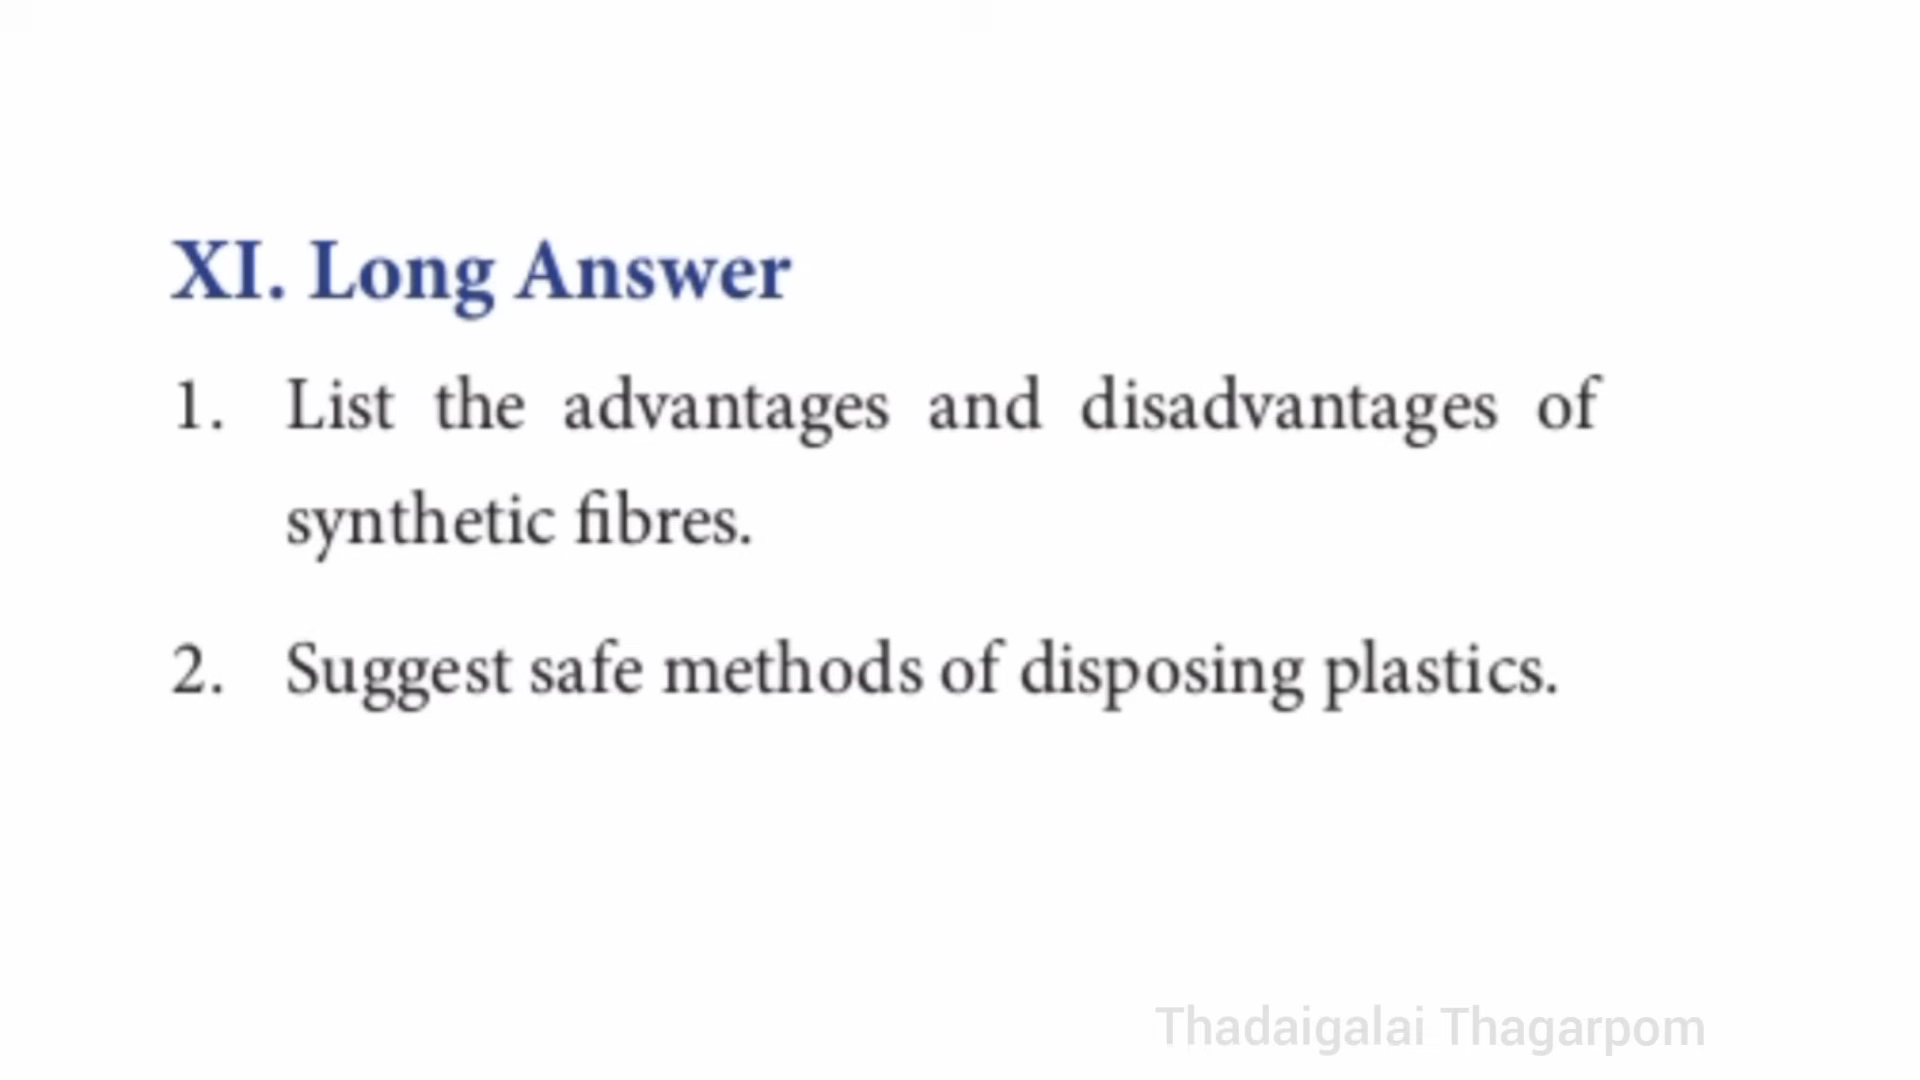 XI. Long Answer
1. List the advantages and disadvantages of
synthetic fibres.
2. Suggest safe methods of disposing plastics.
Thadaigalai Thagarpom